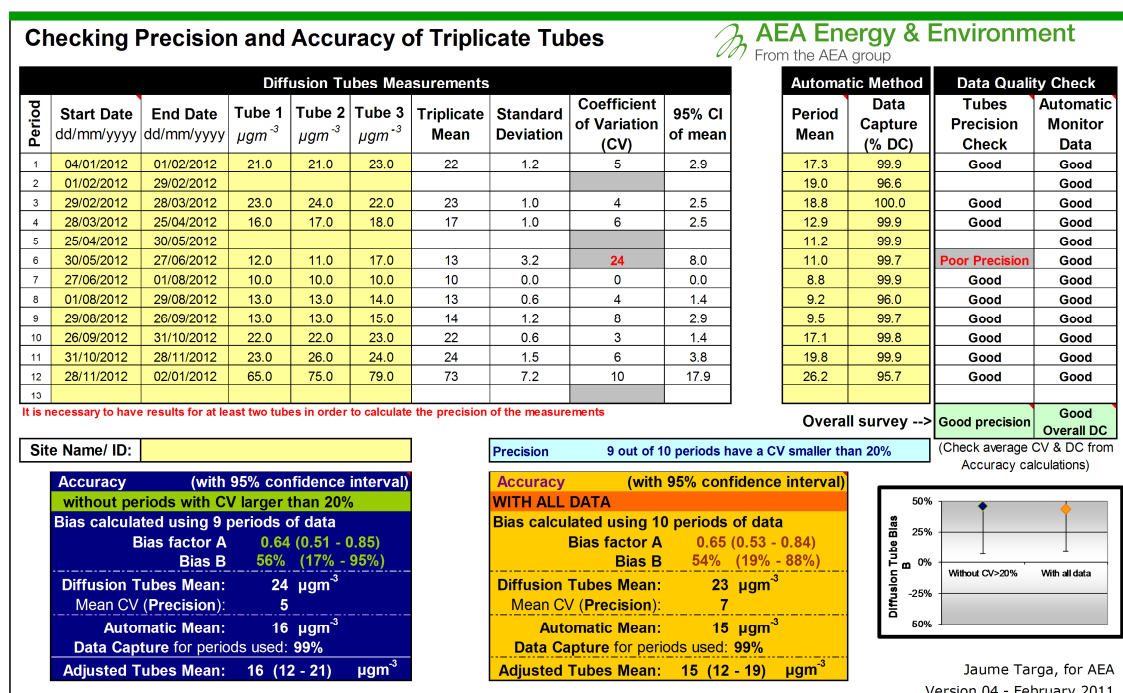 Checking Precision and Accuracy of Triplicate Tubes
AEA Energy & Environment
From the AEA group
Diffusion Tubes Measurements
Automatic Method
Data Quality Check
Period
Start Date dd/mm/yyyy
End Date dd/mm/yyyy
Tube 1 µgm-3
Tube 2 µgm-3
Tube 3 µgm-3
Triplicate Mean
Standard Deviation
Coefficient of Variation (CV)
95% CI of mean
Period Mean
Data Capture (% DC)
Tubes Precision Check
Automatic Monitor Data
1 04/01/2012 01/02/2012 21.0 21.0 23.0 22 1.2 5 2.9 17.3 99.9 Good Good
2 01/02/2012 29/02/2012 19.0 96.6 Good
3 29/02/2012 28/03/2012 23.0 24.0 22.0 23 1.0 4 2.5 18.8 100.0 Good Good
4 28/03/2012 25/04/2012 16.0 17.0 18.0 17 1.0 6 2.5 12.9 99.9 Good Good
5 25/04/2012 30/05/2012 11.2 99.9 Good
6 30/05/2012 27/06/2012 12.0 11.0 17.0 13 3.2 24 8.0 11.0 99.7 Poor Precision Good
7 27/06/2012 01/08/2012 10.0 10.0 10.0 10 0.0 0 0.0 8.8 99.9 Good Good
8 01/08/2012 29/08/2012 13.0 13.0 14.0 13 0.6 4 1.4 9.2 96.0 Good Good
9 29/08/2012 26/09/2012 13.0 13.0 15.0 14 1.2 8 2.9 9.5 99.7 Good Good
10 26/09/2012 31/10/2012 22.0 22.0 23.0 22 0.6 3 1.4 17.1 99.8 Good Good
11 31/10/2012 28/11/2012 23.0 26.0 24.0 24 1.5 6 3.8 19.8 99.9 Good Good
12 28/11/2012 02/01/2012 65.0 75.0 79.0 73 7.2 10 17.9 26.2 95.7 Good Good
13
It is necessary to have results for at least two tubes in order to calculate the precision of the measurements
Overall survey --> Good precision Good Overall DC
Site Name/ ID:
Precision 9 out of 10 periods have a CV smaller than 20%
(Check average CV & DC from Accuracy calculations)
Accuracy (with 95% confidence interval)
without periods with CV larger than 20%
Bias calculated using 9 periods of data
Bias factor A 0.64 (0.51 - 0.85)
Bias B 56% (17% - 95%)
Diffusion Tubes Mean: 24 µgm-3
Mean CV (Precision): 5
Automatic Mean: 16 µgm-3
Data Capture for periods used: 99%
Adjusted Tubes Mean: 16 (12 - 21) µgm-3
Accuracy (with 95% confidence interval)
WITH ALL DATA
Bias calculated using 10 periods of data
Bias factor A 0.65 (0.53 - 0.84)
Bias B 54% (19% - 88%)
Diffusion Tubes Mean: 23 µgm-3
Mean CV (Precision): 7
Automatic Mean: 15 µgm-3
Data Capture for periods used: 99%
Adjusted Tubes Mean: 15 (12 - 19) µgm-3
Diffusion Tube Bias B
50%
25%
0%
-25%
50%
Without CV>20%
With all data
Jaume Targa, for AEA
Version 04 - February 2011